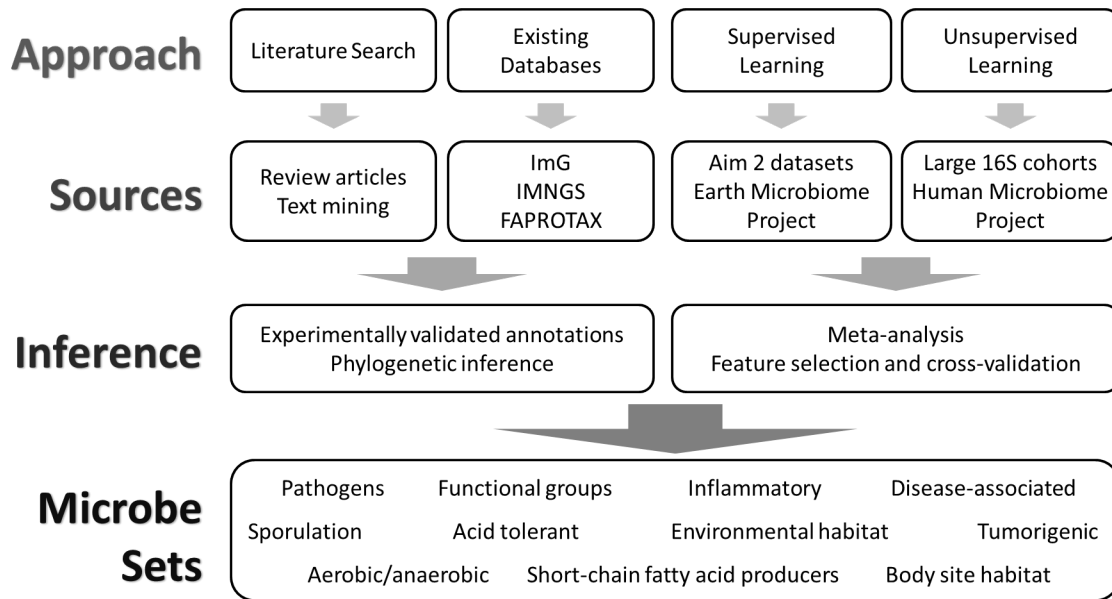 Approach
Literature Search
Existing
Databases
Supervised
Learning
Unsupervised
Learning
Sources
Review articles
Text mining
ImG
IMNGS
FAPROTAX
Aim 2 datasets
Earth Microbiome
Project
Large 16S cohorts
Human Microbiome
Project
Inference
Experimentally validated annotations
Phylogenetic inference
Meta-analysis
Feature selection and cross-validation
Microbe
Sets
Pathogens Functional groups Inflammatory Disease-associated
Sporulation Acid tolerant Environmental habitat Tumorigenic
Aerobic/anaerobic Short-chain fatty acid producers Body site habitat